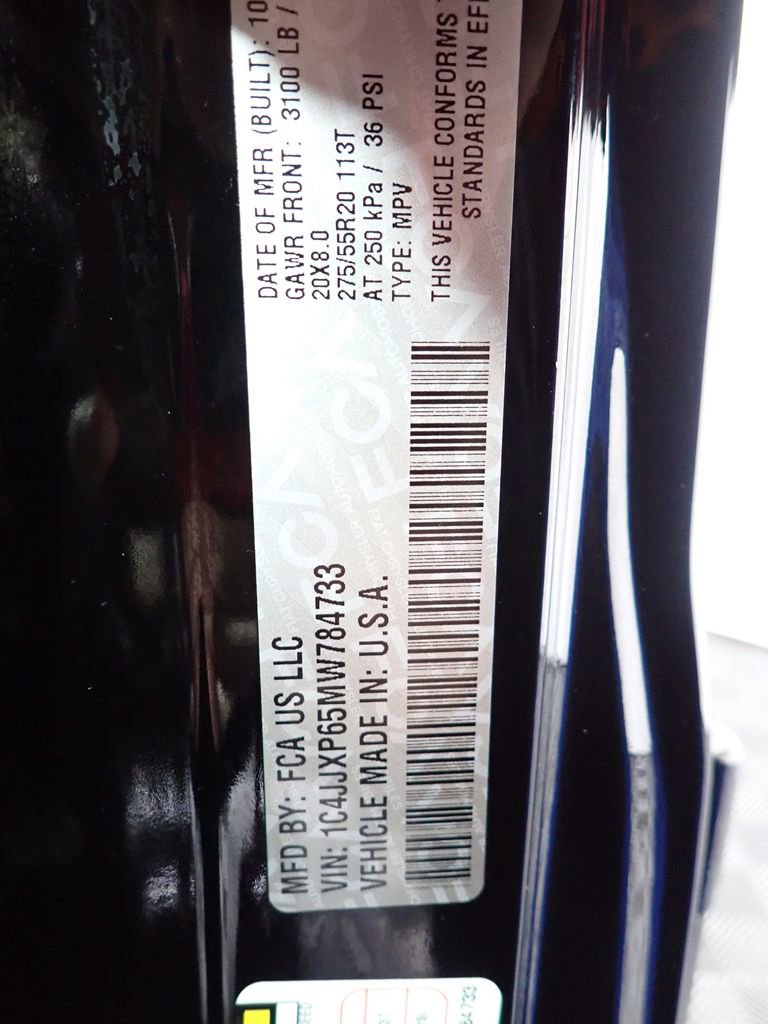 MFD BY: FCA US LLC
VIN: 1C4JJXP65MW784733
VEHICLE MADE IN: U.S.A.
DATE OF MFR (BUILT): 10
GAWR FRONT: 3100 LB /
20X8.0
275/55R20 113T
AT 250 kPa / 36 PSI
TYPE: MPV
THIS VEHICLE CONFORMS
STANDARDS IN
84733